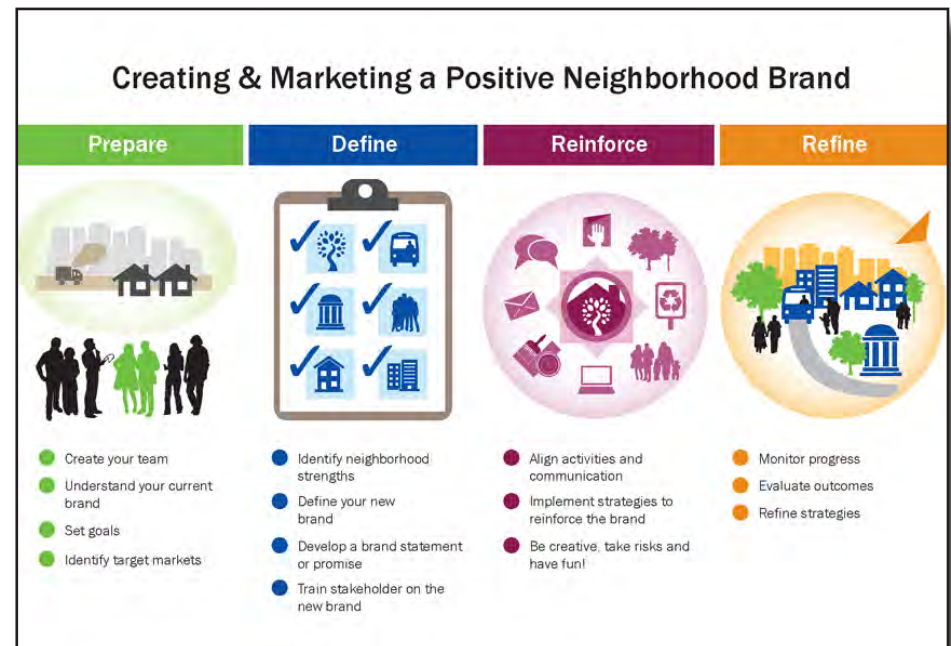 Creating & Marketing a Positive Neighborhood Brand
Prepare
Define
Reinforce
Refine
Create your team
Understand your current
brand
Set goals
Identify target markets
Identify neighborhood
strengths
Define your new
brand
Develop a brand statement
or promise
Train stakeholder on the
new brand
Align activities and
communication
Implement strategies to
reinforce the brand
Be creative, take risks and
have fun!
Monitor progress
Evaluate outcomes
Refine strategies